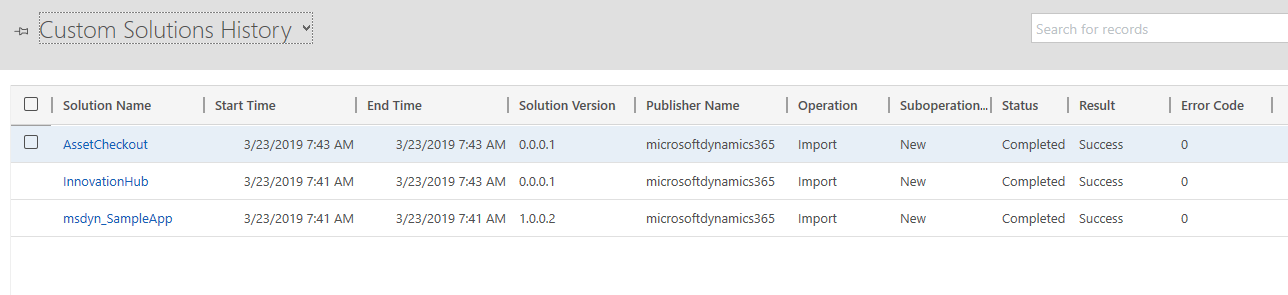 Custom Solutions History
Search for records
Solution Name Start Time End Time Solution Version Publisher Name Operation Suboperation... Status Result Error Code
AssetCheckout 3/23/2019 7:43 AM 3/23/2019 7:43 AM 0.0.0.1 microsoftdynamics365 Import New Completed Success 0
InnovationHub 3/23/2019 7:41 AM 3/23/2019 7:43 AM 0.0.0.1 microsoftdynamics365 Import New Completed Success 0
msdyn_SampleApp 3/23/2019 7:41 AM 3/23/2019 7:41 AM 1.0.0.2 microsoftdynamics365 Import New Completed Success 0